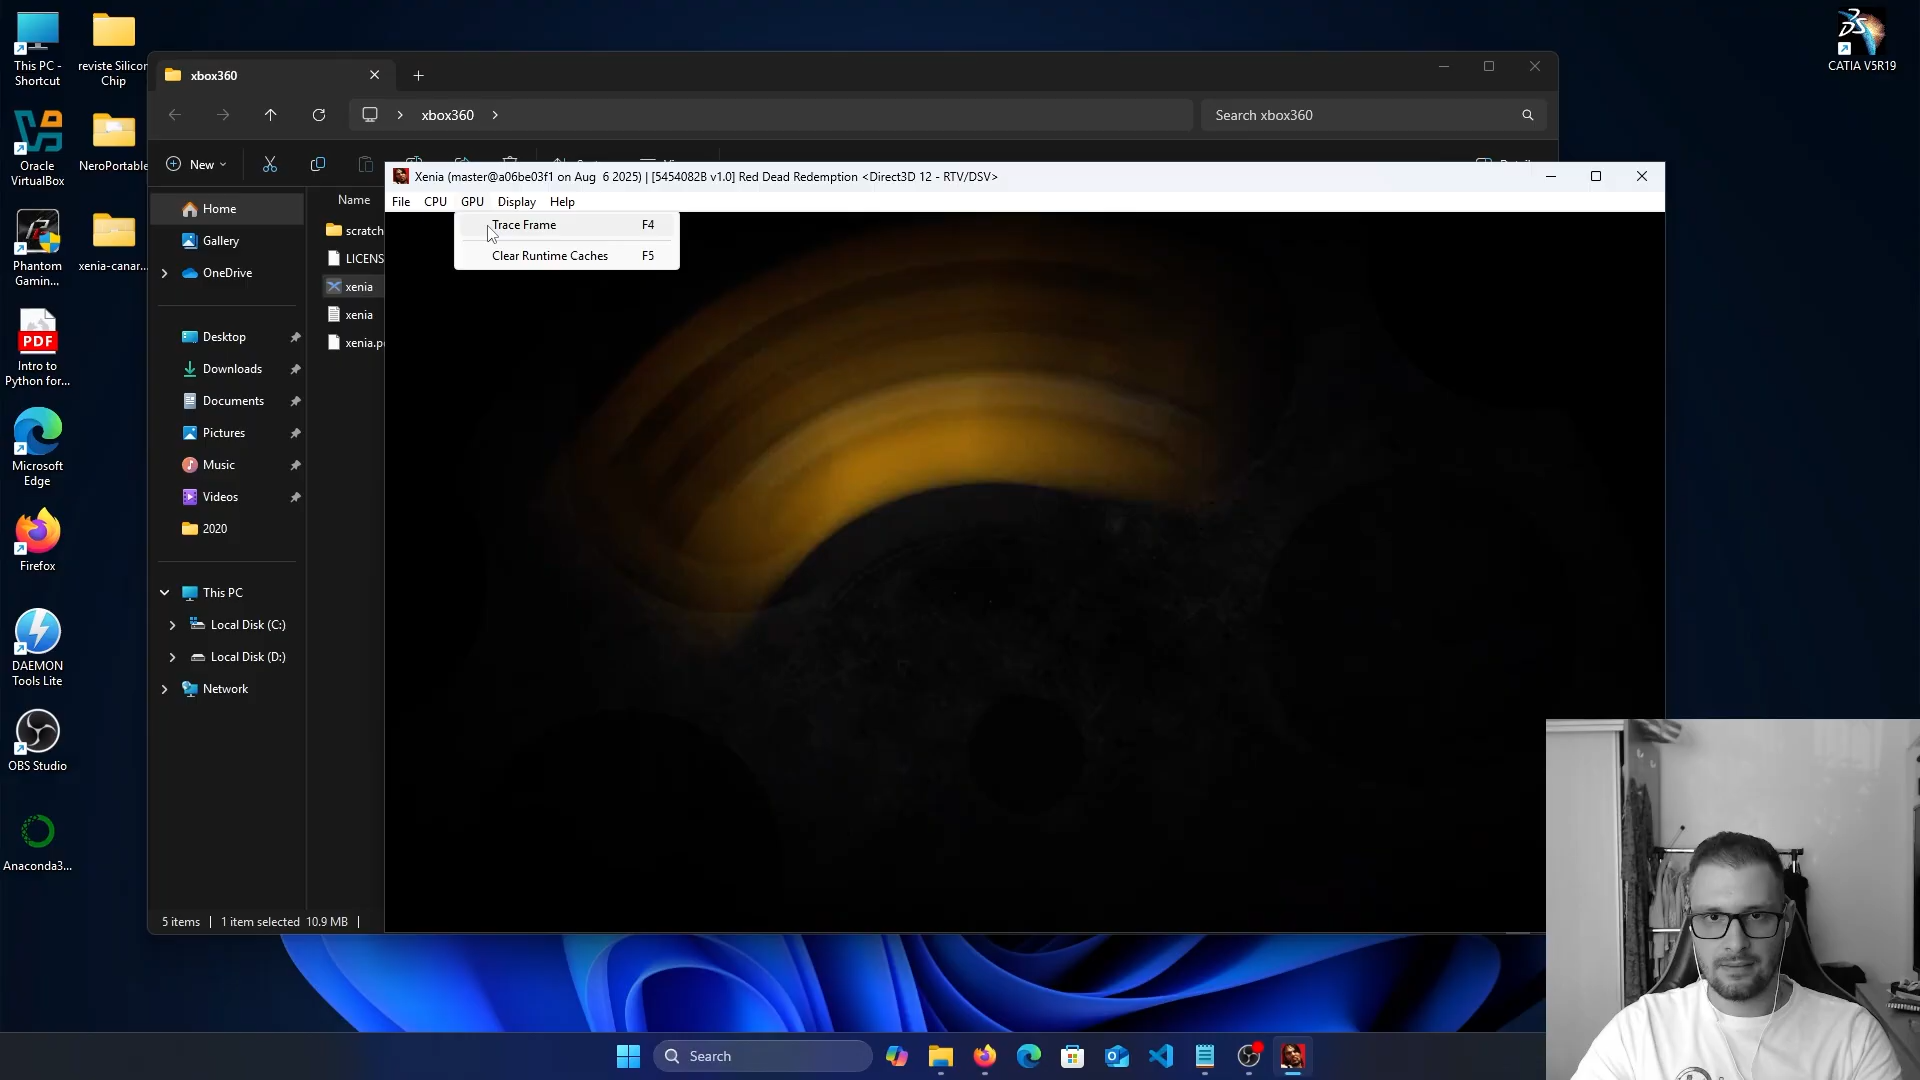 This PC -
Shortcut
reviste Silicon
Chip
CATIA V5R19
xbox360
xbox360
Search xbox360
Oracle
VirtualBox
NeroPortable
New
Xenia (master@a06be03f1 on Aug  6 2025) | [5454082B v1.0] Red Dead Redemption <Direct3D 12 - RTV/DSV>
File
CPU
GPU
Display
Help
Name
Home
Trace Frame
F4
scratch
Gallery
Clear Runtime Caches
F5
LICENS
Phantom
Gamin...
xenia-canar...
OneDrive
xenia
xenia
xenia.p
PDF
Intro to
Python for...
Desktop
Downloads
Documents
Pictures
Music
Videos
2020
Microsoft
Edge
Firefox
This PC
Local Disk (C:)
Local Disk (D:)
Network
DAEMON
Tools Lite
OBS Studio
Anaconda3...
5 items
1 item selected
10.9 MB
Search